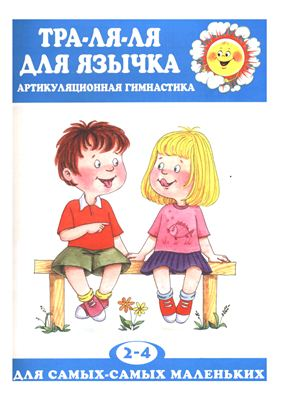 ТРА-ЛЯ-ЛЯ
ДЛЯ ЯЗЫЧКА
АРТИКУЛЯЦИОННАЯ ГИМНАСТИКА
2-4
ДЛЯ САМЫХ-САМЫХ МАЛЕНЬКИХ